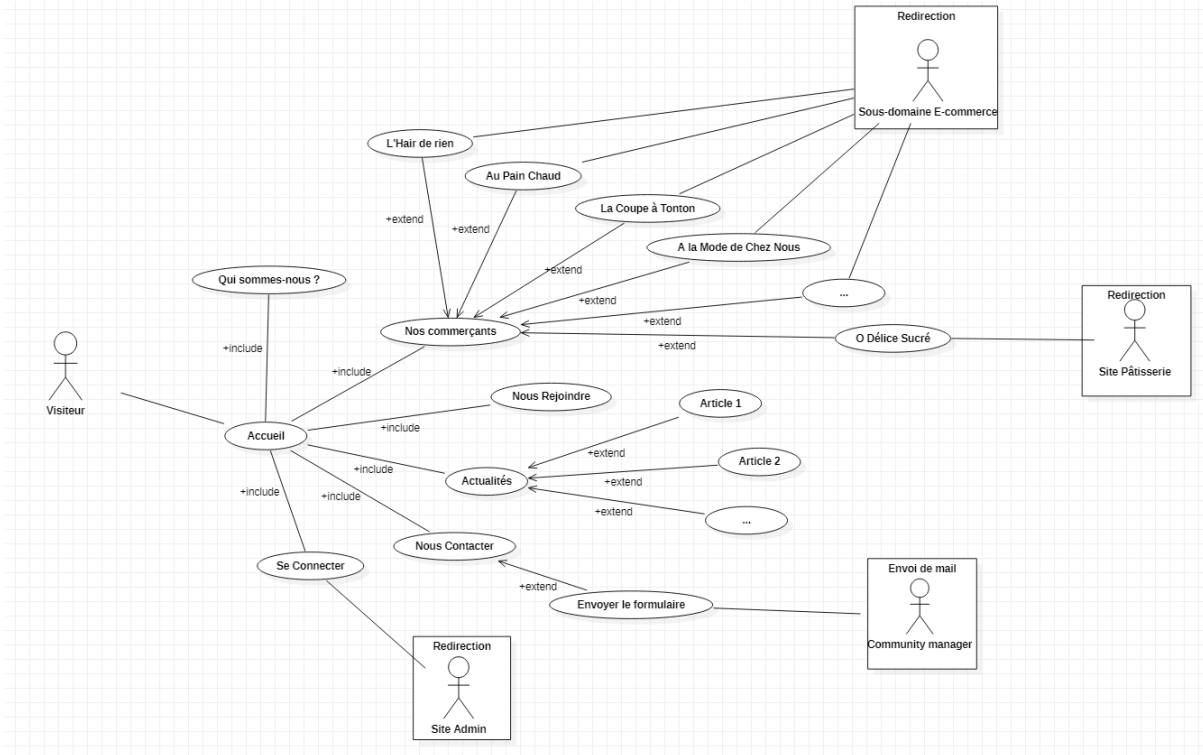 Redirection
Sous-domaine E-commerce
L'Hair de rien
Au Pain Chaud
La Coupe à Tonton
A la Mode de Chez Nous
...
+extend
+extend
+extend
+extend
+extend
+extend
Qui sommes-nous ?
Nos commerçants
O Délice Sucré
Redirection
Site Pâtisserie
+include
+include
Visiteur
Accueil
Nous Rejoindre
+include
Article 1
+extend
Actualités
+include
Article 2
+extend
...
+extend
+include
+include
Nous Contacter
Se Connecter
+extend
Envoyer le formulaire
Envoi de mail
Community manager
Redirection
Site Admin